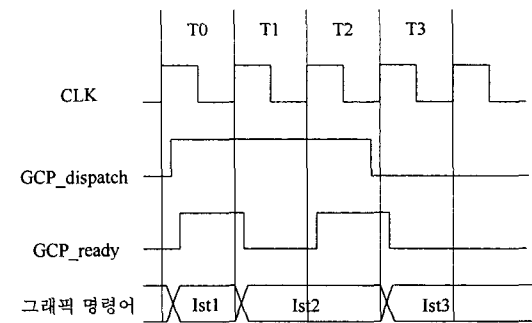 T0 T1 T2 T3
CLK
GCP_dispatch
GCP_ready
그래픽 명령어 Ist1 Ist2 Ist3